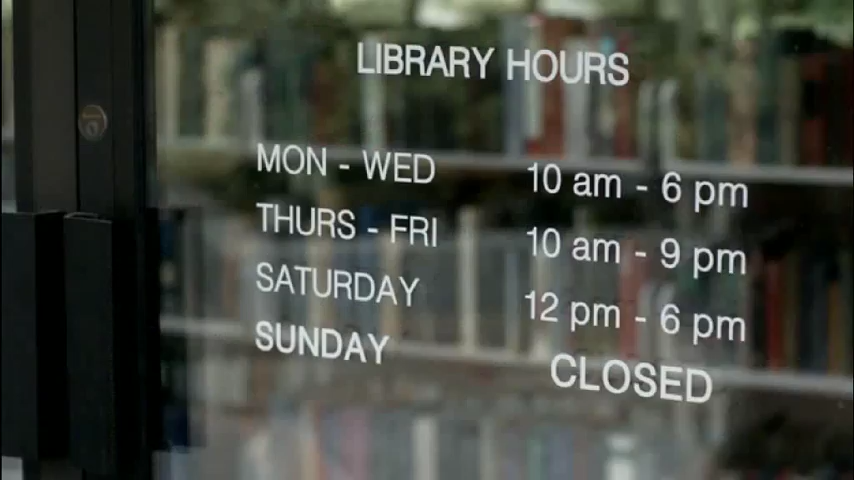 LIBRARY HOURS
MON - WED 10 am - 6 pm
THURS - FRI 10 am - 9 pm
SATURDAY 12 pm - 6 pm
SUNDAY CLOSED